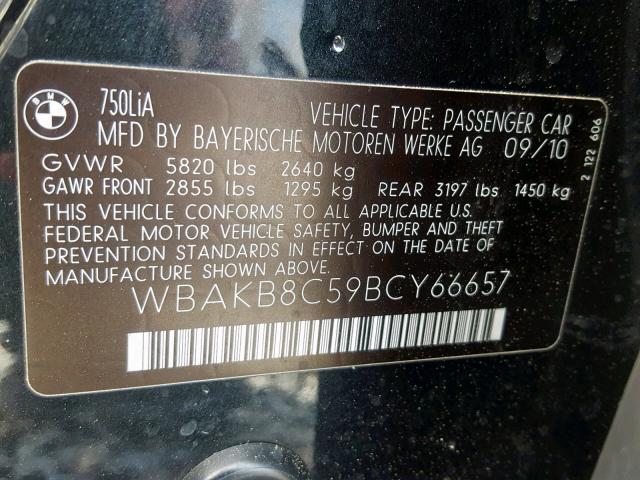 BMW
750LiA
VEHICLE TYPE: PASSENGER CAR
MFD BY BAYERISCHE MOTOREN WERKE AG 09/10
GVWR 5820 lbs 2640 kg
GAWR FRONT 2855 lbs 1295 kg REAR 3197 lbs 1450 kg
THIS VEHICLE CONFORMS TO ALL APPLICABLE U.S.
FEDERAL MOTOR VEHICLE SAFETY, BUMPER AND THEFT
PREVENTION STANDARDS IN EFFECT ON THE DATE OF
MANUFACTURE SHOWN ABOVE.
WBAKB8C59BCY66657
2 122 606